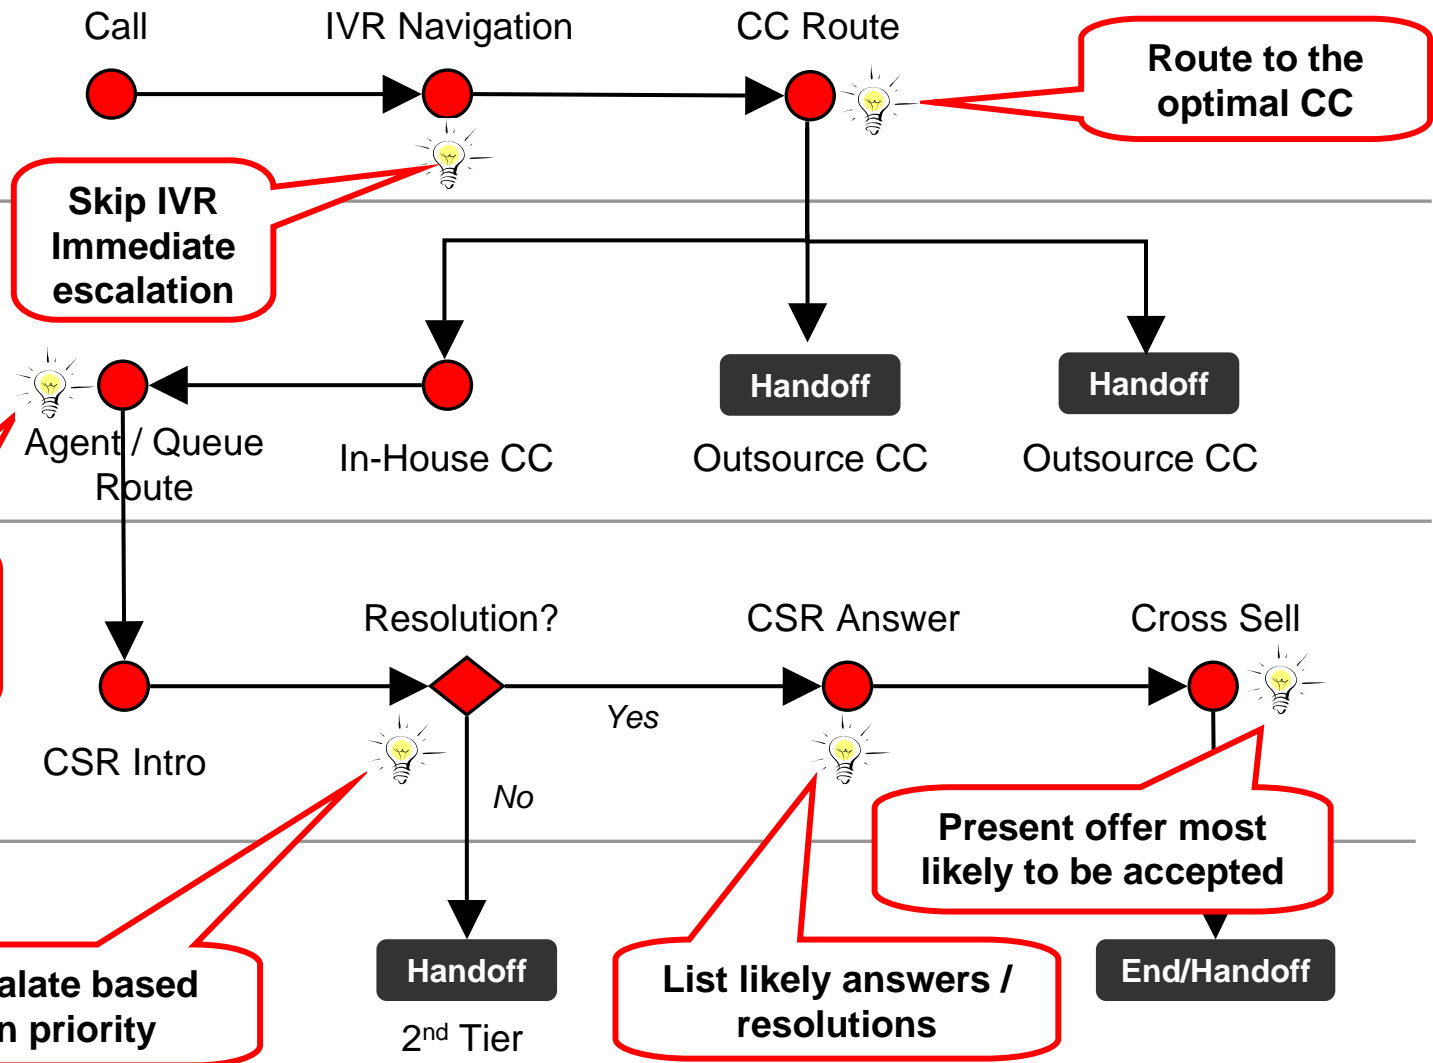 Call
IVR Navigation
CC Route
Route to the
optimal CC
Skip IVR
Immediate
escalation
Handoff
Handoff
Agent / Queue
Route
In-House CC
Outsource CC
Outsource CC
Resolution?
CSR Answer
Cross Sell
Yes
CSR Intro
No
Present offer most
likely to be accepted
alate based
n priority
Handoff
2nd Tier
List likely answers /
resolutions
End/Handoff